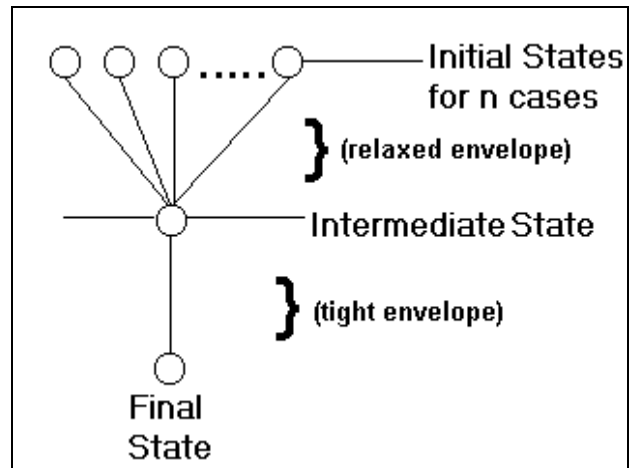 Initial States
for n cases
(relaxed envelope)
Intermediate State
(tight envelope)
Final
State